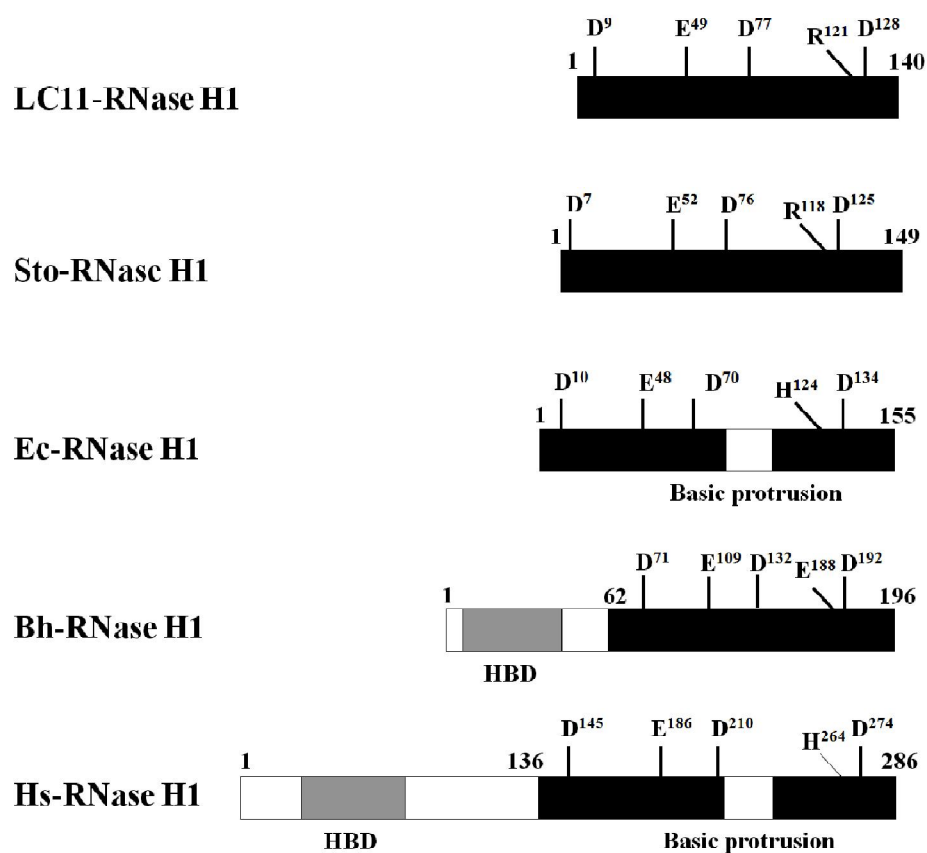 D⁹ E⁴⁹ D⁷⁷ R¹²¹ D¹²⁸
1 140
LC11-RNase H1
D⁷ E⁵² D⁷⁶ R¹¹⁸ D¹²⁵
1 149
Sto-RNasc H1
D¹⁰ E⁴⁸ D⁷⁰ H¹²⁴ D¹³⁴
1 155
Ec-RNase H1
Basic protrusion
D⁷¹ E¹⁰⁹ D¹³² E¹⁸⁸ D¹⁹²
1 62 196
Bh-RNase H1
HBD
D¹⁴⁵ E¹⁸⁶ D²¹⁰ H²⁶⁴ D²⁷⁴
1 136 286
Hs-RNase H1
HBD Basic protrusion